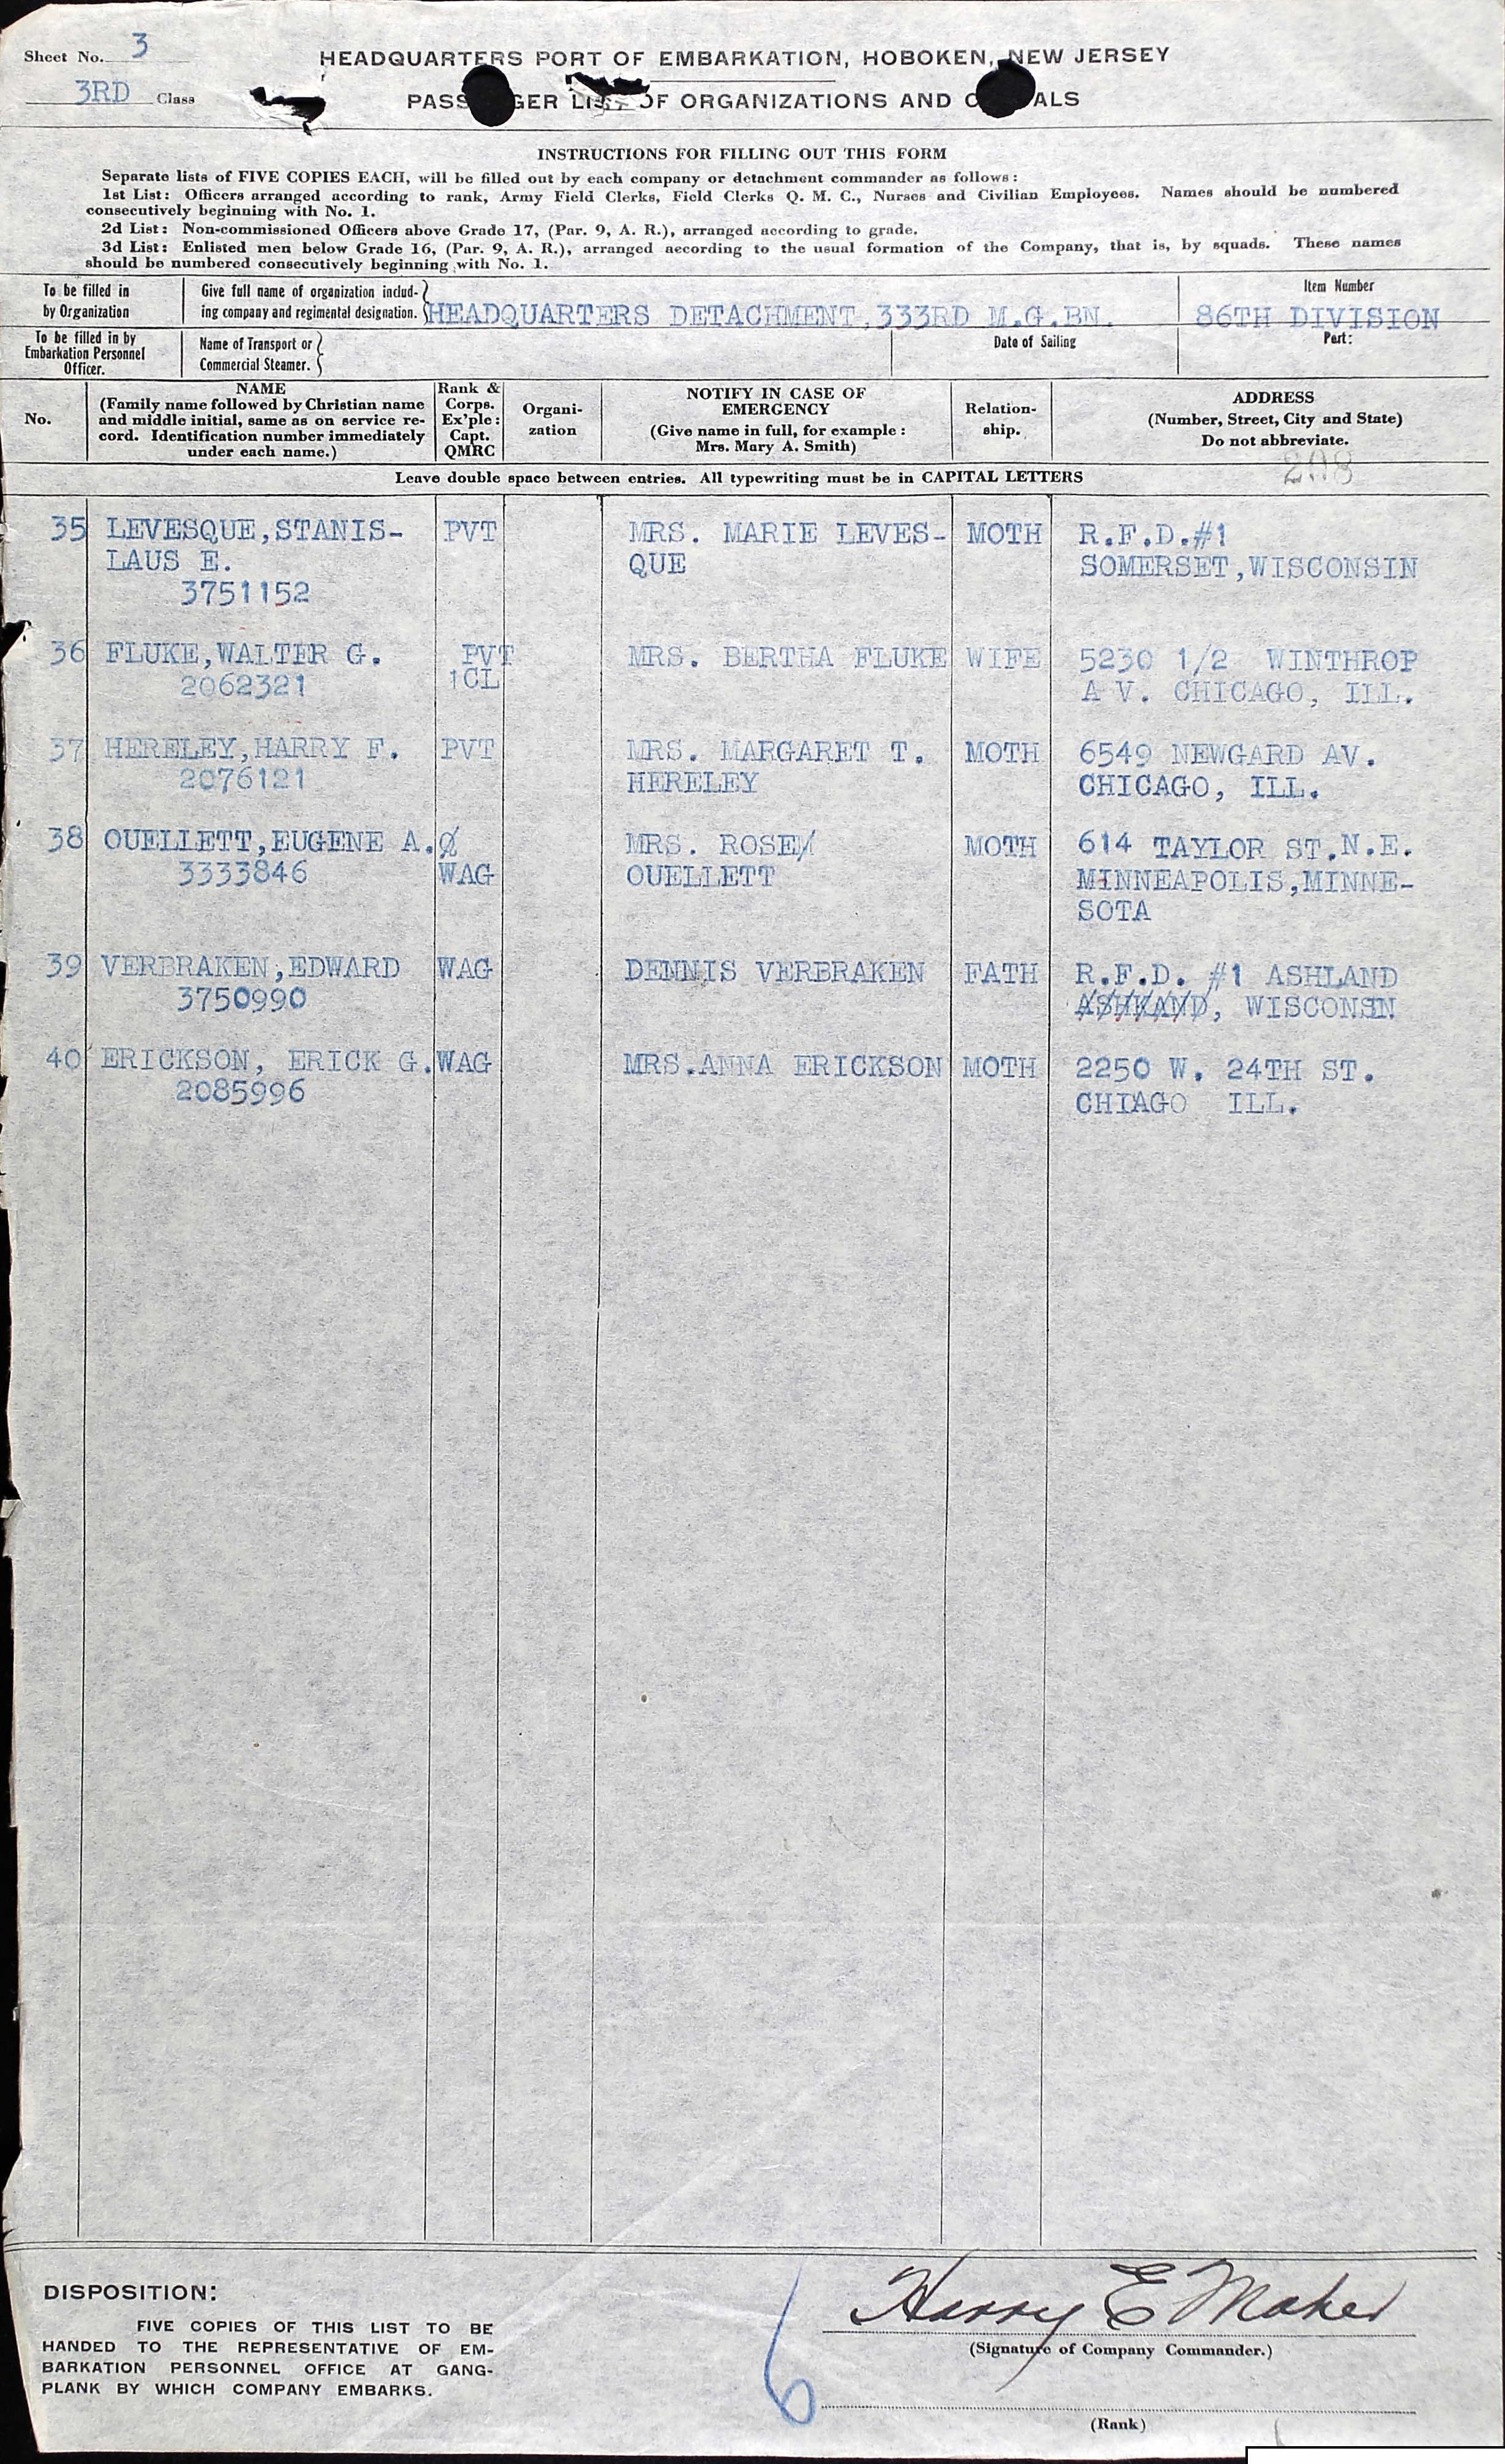 Sheet No. 3
HEADQUARTERS PORT OF EMBARKATION, HOBOKEN, NEW JERSEY
3RD Class
PASS GER LIS OF ORGANIZATIONS AND C ALS
INSTRUCTIONS FOR FILLING OUT THIS FORM
Separate lists of FIVE COPIES EACH, will be filled out by each company or detachment commander as follows:
1st List: Officers arranged according to rank, Army Field Clerks, Field Clerks Q. M. C., Nurses and Civilian Employees. Names should be numbered
consecutively beginning with No. 1.
2d List: Non-commissioned Officers above Grade 17, (Par. 9, A. R.), arranged according to grade.
3d List: Enlisted men below Grade 16, (Par. 9, A. R.), arranged according to the usual formation of the Company, that is, by squads. These names
should be numbered consecutively beginning with No. 1.
To be filled in
by Organization
Give full name of organization includ-
ing company and regimental designation.
HEADQUARTERS DETACHMENT,333RD M.G.BN.
Item Number
86TH DIVISION
To be filled in by
Embarkation Personnel
Officer.
Name of Transport or
Commercial Steamer.
Date of Sailing
Part:
No.
NAME
(Family name followed by Christian name
and middle initial, same as on service re-
cord. Identification number immediately
under each name.)
Rank &
Corps.
Ex'ple:
Capt.
QMRC
Organi-
zation
NOTIFY IN CASE OF
EMERGENCY
(Give name in full, for example:
Mrs. Mary A. Smith)
Relation-
ship.
ADDRESS
(Number, Street, City and State)
Do not abbreviate.
208
Leave double space between entries. All typewriting must be in CAPITAL LETTERS
35 LEVESQUE,STANIS- PVT MRS. MARIE LEVES- MOTH R.F.D.#1
LAUS E. QUE SOMERSET,WISCONSIN
3751152
36 FLUKE,WALTER G. PVT MRS. BERTHA FLUKE WIFE 5230 1/2 WINTHROP
2062321 1CL AV. CHICAGO, ILL.
37 HERELEY,HARRY F. PVT MRS. MARGARET T. MOTH 6549 NEWGARD AV.
2076121 HERELEY CHICAGO, ILL.
38 OUELLETT,EUGENE A. MRS. ROSE MOTH 614 TAYLOR ST.N.E.
3333846 WAG OUELLETT MINNEAPOLIS,MINNE-
SOTA
39 VERBRAKEN,EDWARD WAG DENNIS VERBRAKEN FATH R.F.D. #1 ASHLAND
3750990 ASHKAND, WISCONSIN
40 ERICKSON, ERICK G. WAG MRS.ANNA ERICKSON MOTH 2250 W. 24TH ST.
2085996 CHIAGO ILL.
DISPOSITION:
FIVE COPIES OF THIS LIST TO BE
HANDED TO THE REPRESENTATIVE OF EM-
BARKATION PERSONNEL OFFICE AT GANG-
PLANK BY WHICH COMPANY EMBARKS.
6
Harry E Maher
(Signature of Company Commander.)
(Rank)